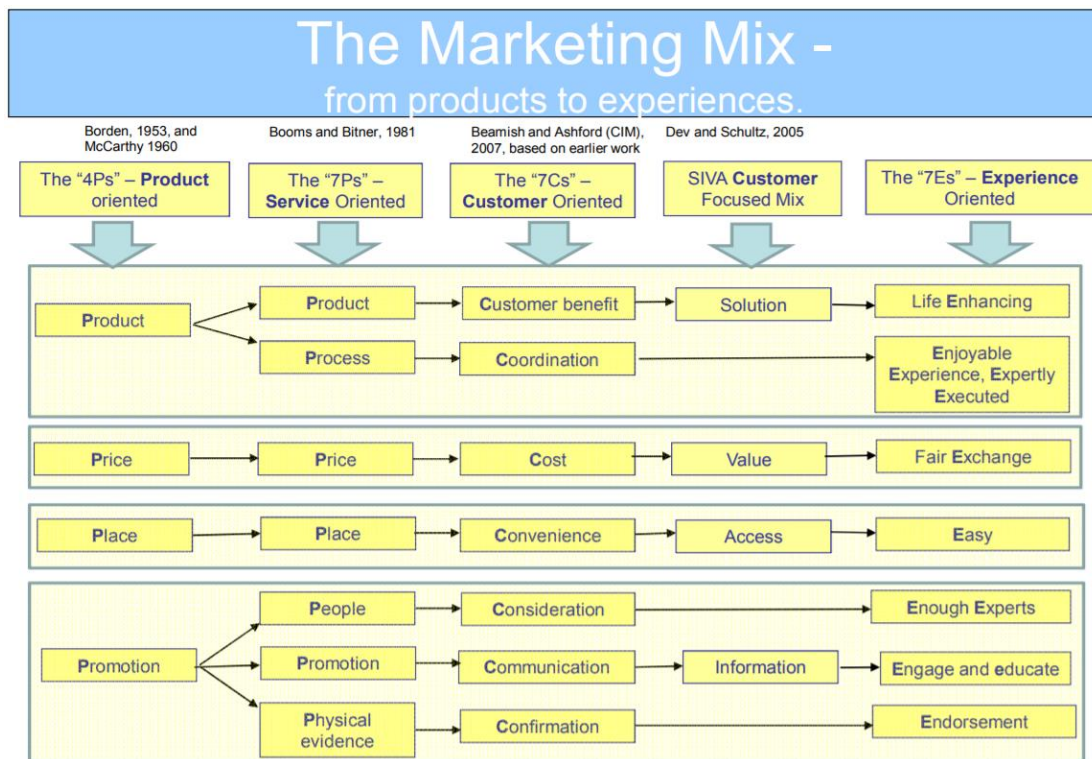 The Marketing Mix -
from products to experiences.
Borden, 1953, and
McCarthy 1960
Booms and Bitner, 1981
Beamish and Ashford (CIM),
2007, based on earlier work
Dev and Schultz, 2005
The “4Ps” – Product
oriented
The “7Ps” –
Service Oriented
The “7Cs” –
Customer Oriented
SIVA Customer
Focused Mix
The “7Es” – Experience
Oriented
Product
Product
Customer benefit
Solution
Life Enhancing
Process
Coordination
Enjoyable
Experience, Expertly
Executed
Price
Price
Cost
Value
Fair Exchange
Place
Place
Convenience
Access
Easy
Promotion
People
Consideration
Enough Experts
Promotion
Communication
Information
Engage and educate
Physical
evidence
Confirmation
Endorsement